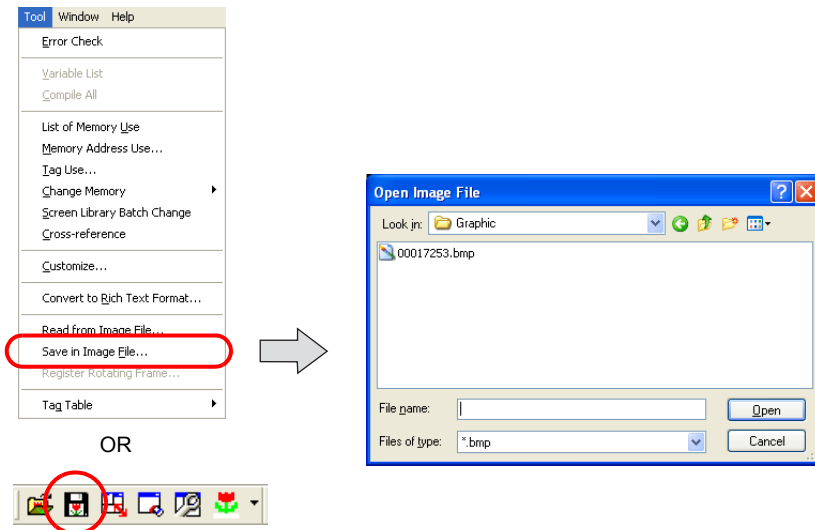 Tool Window Help
Error Check
Variable List
Compile All
List of Memory Use
Memory Address Use...
Tag Use...
Change Memory
Screen Library Batch Change
Cross-reference
Customize...
Convert to Rich Text Format...
Read from Image File...
Save in Image File...
Register Rotating Frame...
Tag Table
OR
Open Image File
Look in: Graphic
00017253.bmp
File name:
Open
Files of type: *.bmp
Cancel